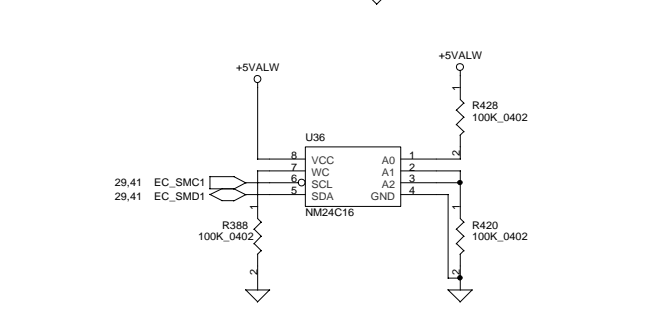 +5VALW
+5VALW
1
R428
100K_0402
2
U36
8 VCC A0 1
7 WC A1 2
29,41 EC_SMC1 6 SCL A2 3
29,41 EC_SMD1 5 SDA GND 4
NM24C16
1
R388
100K_0402
2
1
R420
100K_0402
2